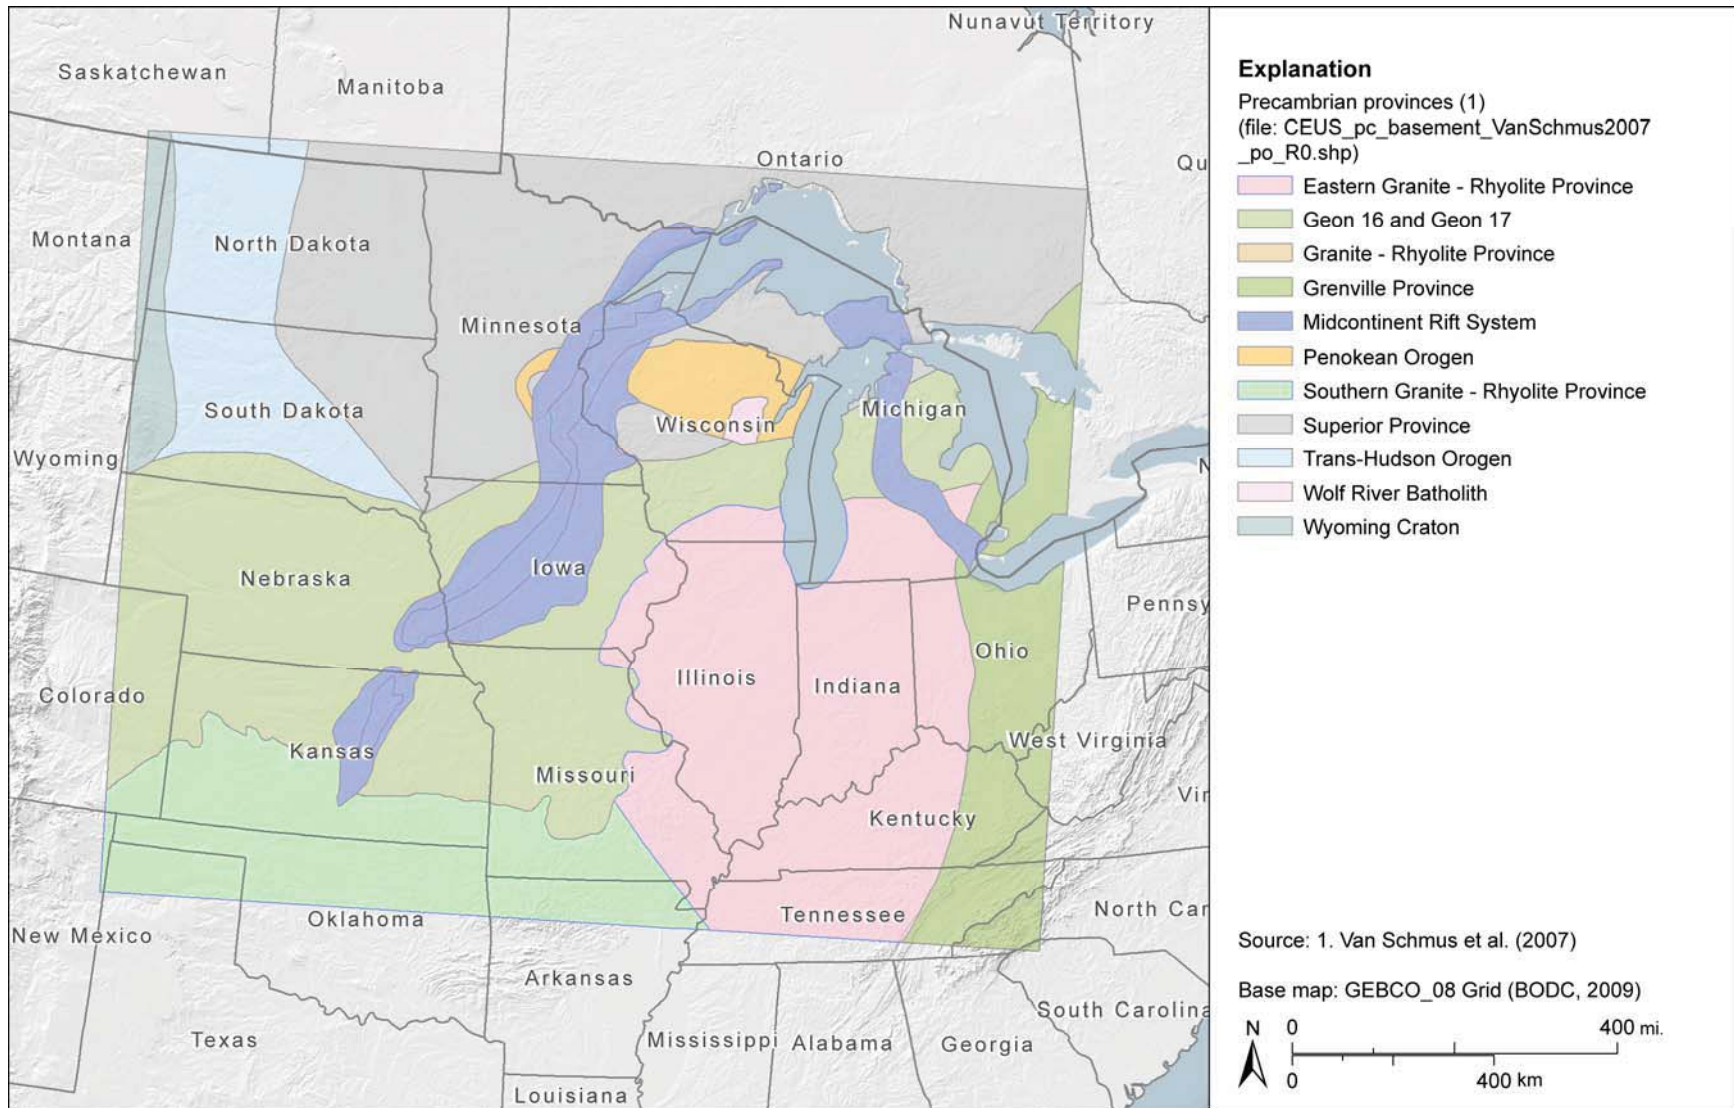 Nunavut Territory
Saskatchewan
Manitoba
Ontario
Qu
Montana
North Dakota
Minnesota
South Dakota
Wisconsin
Michigan
Wyoming
N
Nebraska
Iowa
Pennsy
Ohio
Illinois
Indiana
Colorado
Kansas
West Virginia
Missouri
Vir
Kentucky
Tennessee
North Car
Oklahoma
New Mexico
Arkansas
South Carolina
Texas
Mississippi
Alabama
Georgia
Louisiana
Explanation
Precambrian provinces (1)
(file: CEUS_pc_basement_VanSchmus2007
_po_R0.shp)
Eastern Granite - Rhyolite Province
Geon 16 and Geon 17
Granite - Rhyolite Province
Grenville Province
Midcontinent Rift System
Penokean Orogen
Southern Granite - Rhyolite Province
Superior Province
Trans-Hudson Orogen
Wolf River Batholith
Wyoming Craton
Source: 1. Van Schmus et al. (2007)
Base map: GEBCO_08 Grid (BODC, 2009)
N
0 400 mi.
0 400 km